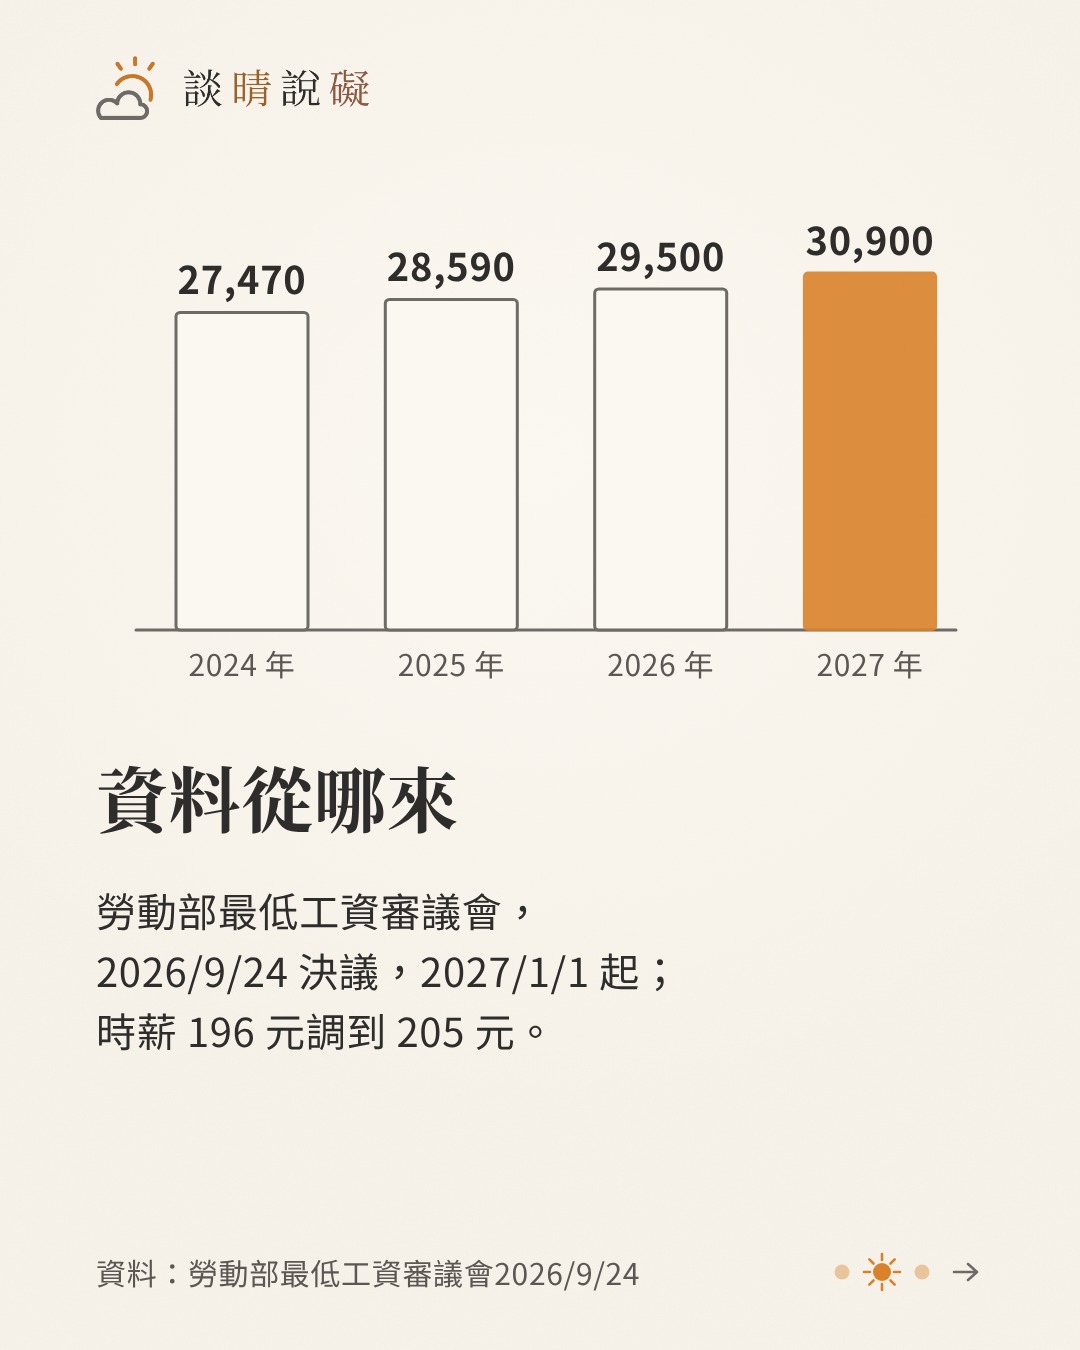 談晴說礙
27,470
28,590
29,500
30,900
2024 年
2025 年
2026 年
2027 年
資料從哪來
勞動部最低工資審議會，
2026/9/24 決議，2027/1/1 起；
時薪 196 元調到 205 元。
資料：勞動部最低工資審議會2026/9/24